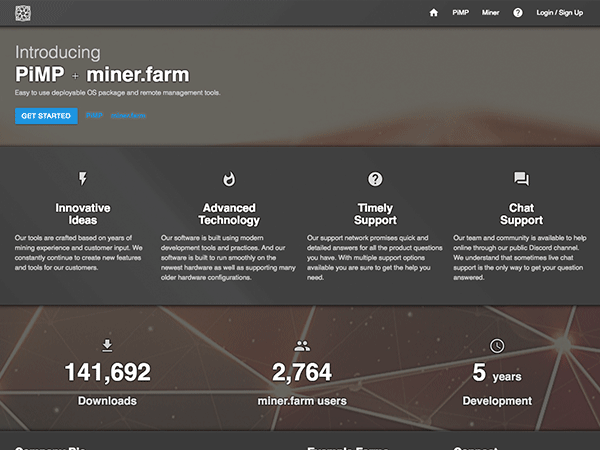 PiMP Miner Login / Sign Up
Introducing
PiMP + miner.farm
Easy to use deployable OS package and remote management tools.
GET STARTED PiMP
Innovative
Ideas
Our tools are crafted based on years of
mining experience and customer input. We
constantly continue to create new features
and tools for our customers.
Advanced
Technology
Our software is built using modern
development tools and practices. And our
software is built to run smoothly on the
newest hardware as well as supporting many
older hardware configurations.
Timely
Support
Our support network promises quick and
detailed answers for all the product questions
you have. With multiple support options
available you are sure to get the help you
need.
Chat
Support
Our team and community is available to help
online through our public Discord channel.
We understand that sometimes live chat
support is the only way to get your question
answered.
141,692
Downloads
2,764
miner.farm users
5 years
Development